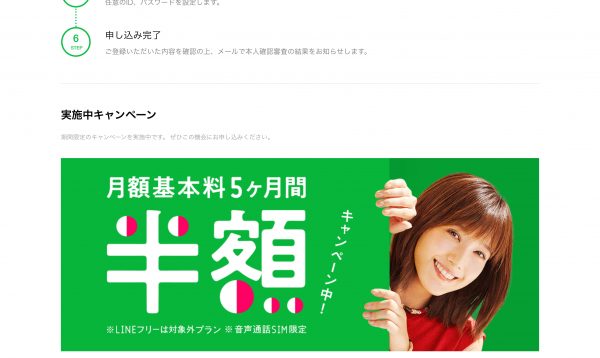 任意のID、パスワードを設定します。
6
STEP
申し込み完了
ご登録いただいた内容を確認の上、メールで本人確認審査の結果をお知らせします。
実施中キャンペーン
期間限定のキャンペーンを実施中です。ぜひこの機会にお申し込みください。
月額基本料5ヶ月間
半額
キャンペーン中!
※LINEフリーは対象外プラン ※音声通話SIM限定